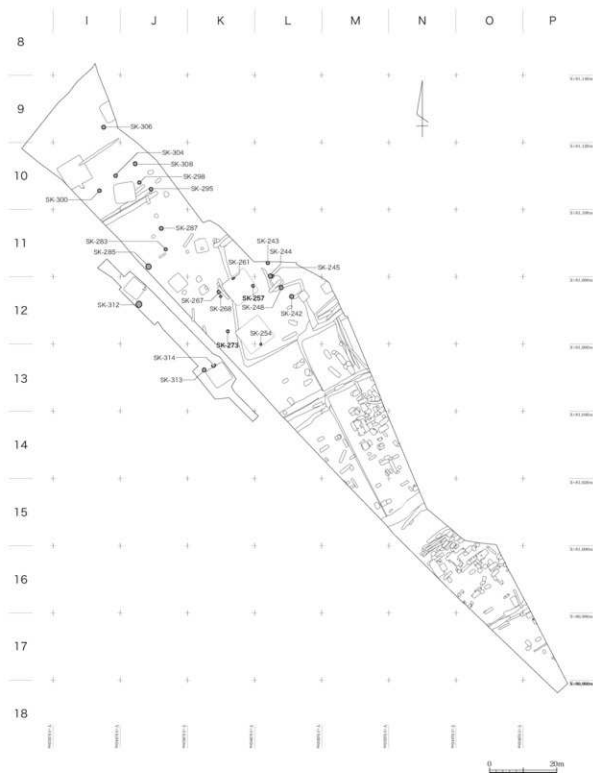 I J K L M N O P
8
9
SK-306
SK-304
SK-308
10
SK-298
SK-295
SK-300
SK-287
11
SK-243
SK-283
SK-244
SK-285
SK-261
SK-245
12
SK-312
SK-267
SK-257
SK-248
SK-268
SK-242
SK-273
SK-254
SK-314
13
SK-313
14
15
16
17
18
0 20m